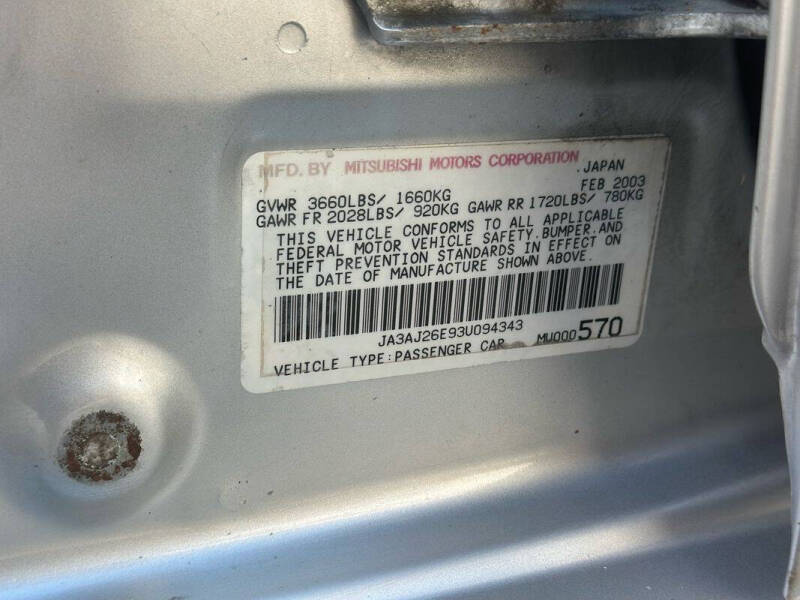 MFD. BY MITSUBISHI MOTORS CORPORATION .JAPAN
FEB 2003
GVWR 3660LBS/ 1660KG
GAWR FR 2028LBS/ 920KG GAWR RR 1720LBS/ 780KG
THIS VEHICLE CONFORMS TO ALL APPLICABLE
FEDERAL MOTOR VEHICLE SAFETY.BUMPER.AND
THEFT PREVENTION STANDARDS IN EFFECT ON
THE DATE OF MANUFACTURE SHOWN ABOVE.
JA3AJ26E93U094343
VEHICLE TYPE:PASSENGER CAR MU000570